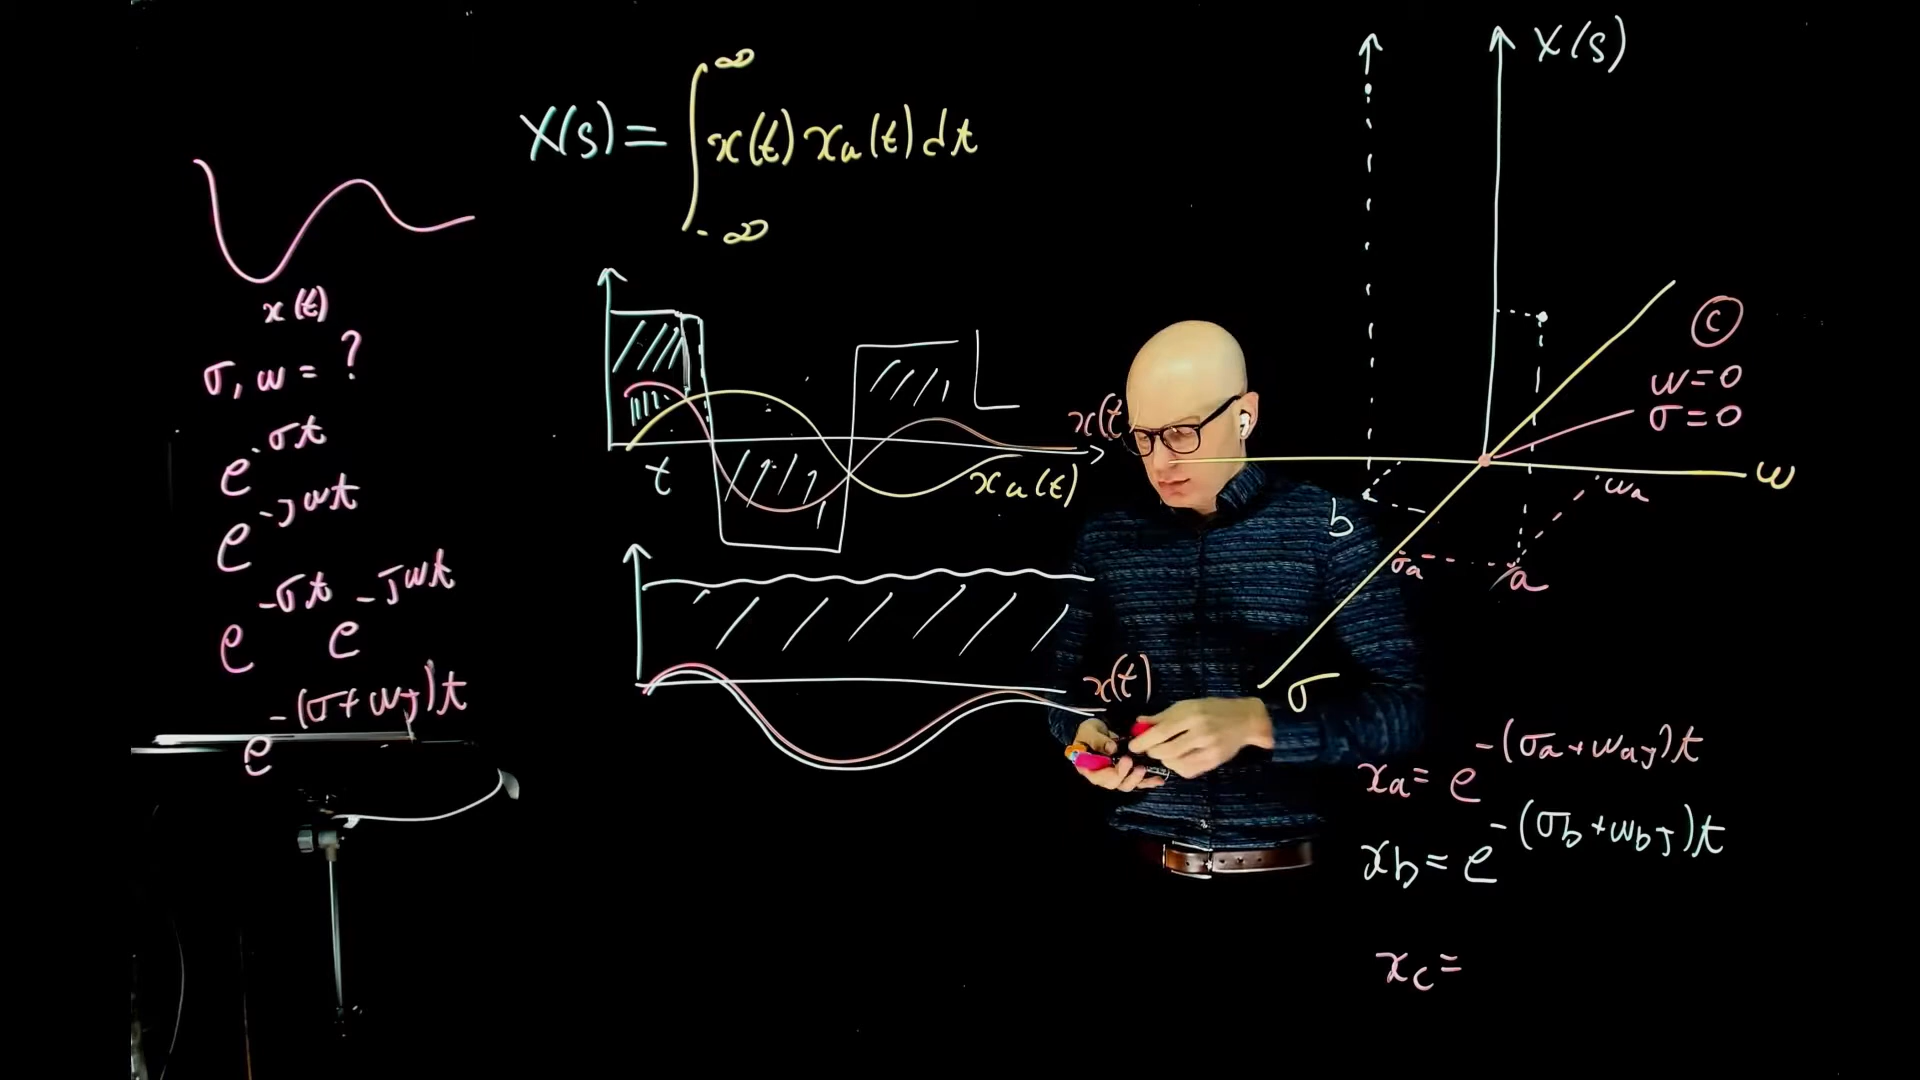 X(s)
X(s) = ∫_{-∞}^{∞} x(t) x_a(t) dt
x(t)
σ, ω = ?
e^{-σt}
e^{-jωt}
e^{-σt} e^{-jωt}
e^{-(σ+ωj)t}
t
x(t
x_a(t)
x(t)
c
ω=0
σ=0
ω
ω_a
b
σ_a
a
σ
x_a = e^{-(σ_a+ω_a j)t}
x_b = e^{-(σ_b+ω_b j)t}
x_c =